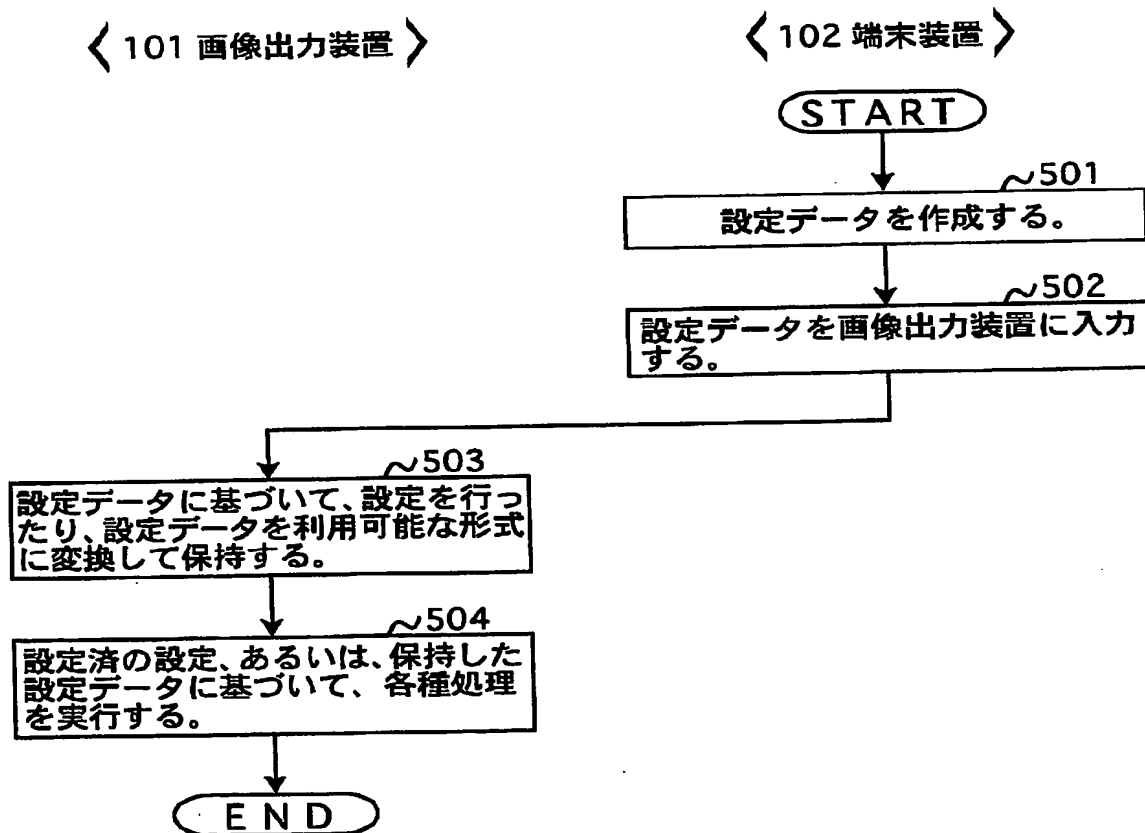 〈 101 画像出力装置 〉
〈 102 端末装置 〉
START
501
設定データを作成する。
502
設定データを画像出力装置に入力
する。
503
設定データに基づいて、設定を行っ
たり、設定データを利用可能な形式
に変換して保持する。
504
設定済の設定、あるいは、保持した
設定データに基づいて、各種処理
を実行する。
END